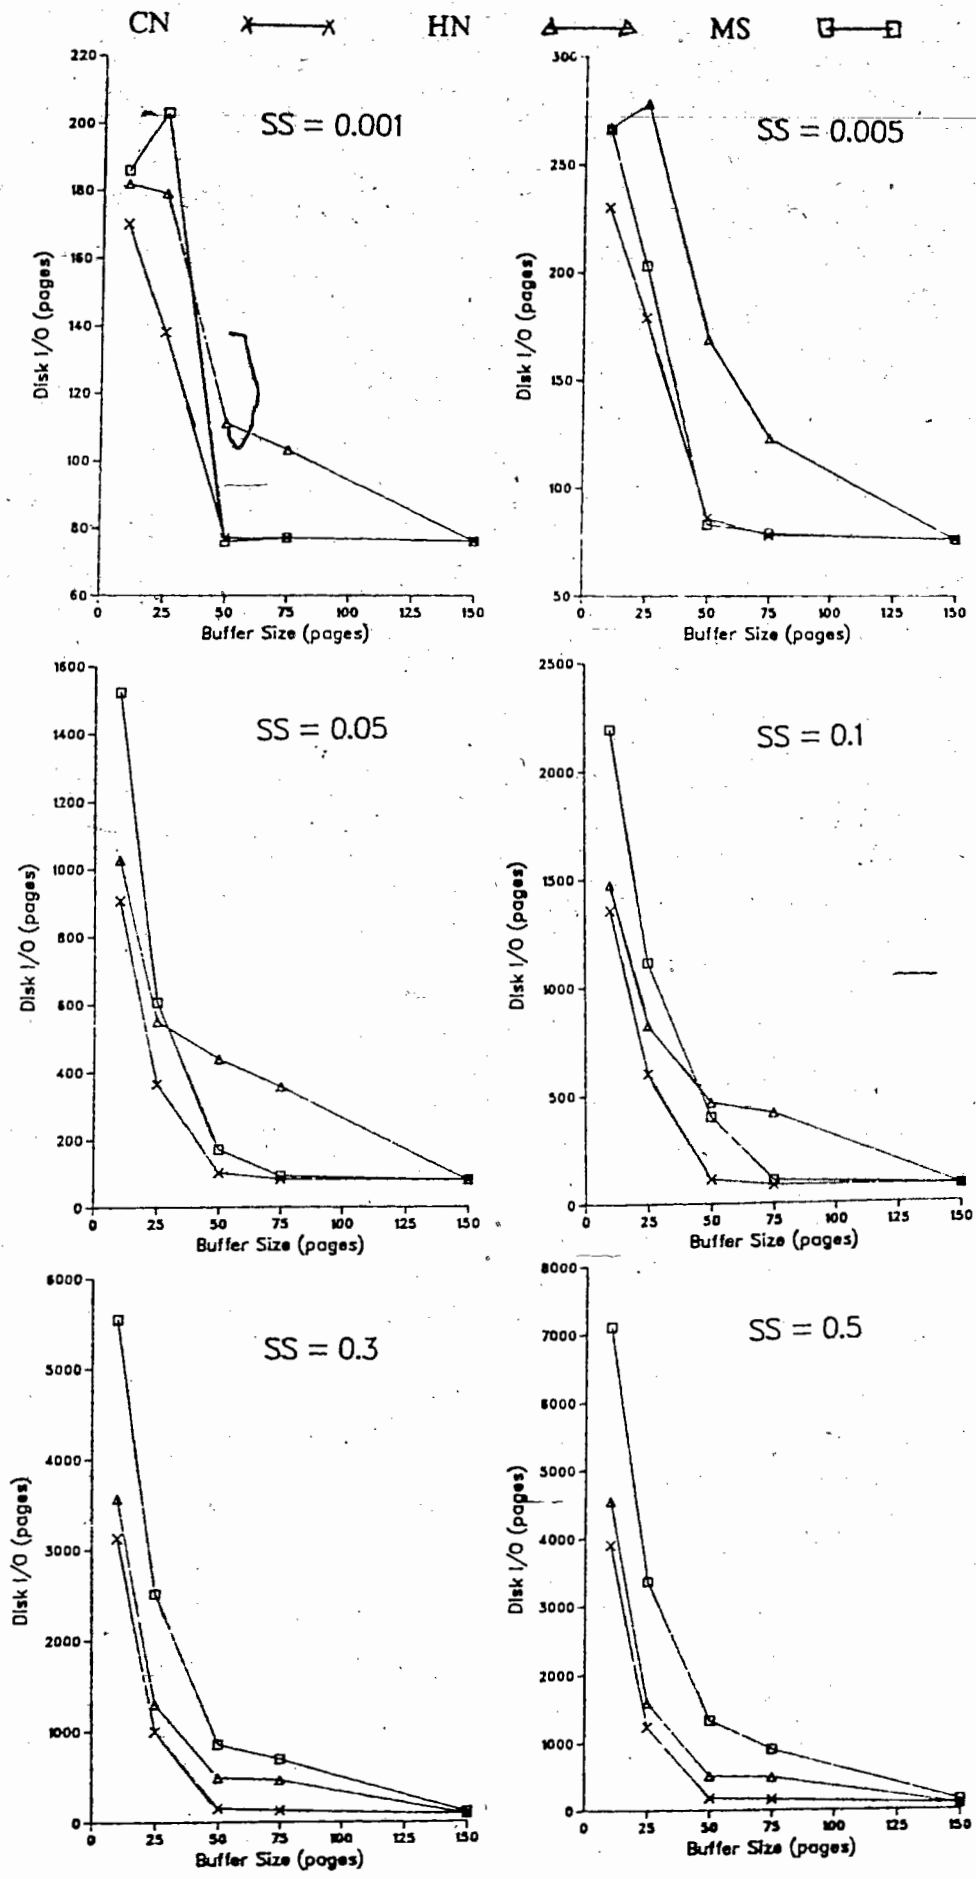 CN HN MS
220
200
180
160
140
120
100
80
60
SS = 0.001
Disk I/O (pages)
0 25 50 75 100 125 150
Buffer Size (pages)
300
250
200
150
100
50
SS = 0.005
Disk I/O (pages)
0 25 50 75 100 125 150
Buffer Size (pages)
1600
1400
1200
1000
800
600
400
200
0
SS = 0.05
Disk I/O (pages)
0 25 50 75 100 125 150
Buffer Size (pages)
2500
2000
1500
1000
500
0
SS = 0.1
Disk I/O (pages)
0 25 50 75 100 125 150
Buffer Size (pages)
6000
5000
4000
3000
2000
1000
0
SS = 0.3
Disk I/O (pages)
0 25 50 75 100 125 150
Buffer Size (pages)
8000
7000
6000
5000
4000
3000
2000
1000
0
SS = 0.5
Disk I/O (pages)
0 25 50 75 100 125 150
Buffer Size (pages)